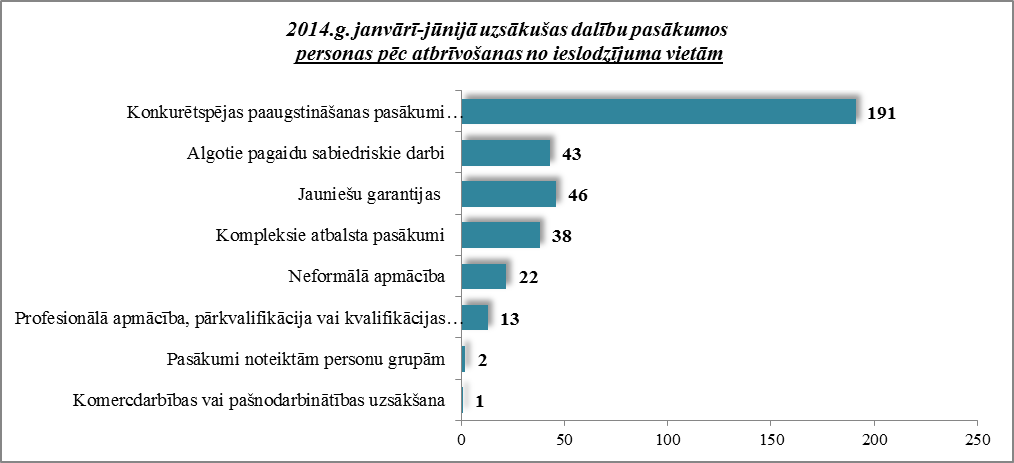 2014.g. janvārī-jūnijā uzsākušas dalību pasākumos
personas pēc atbrīvošanas no ieslodzījuma vietām
Konkurētspējas paaugstināšanas pasākumi… 191
Algotie pagaidu sabiedriskie darbi 43
Jauniešu garantijas 46
Kompleksie atbalsta pasākumi 38
Neformālā apmācība 22
Profesionālā apmācība, pārkvalifikācija vai kvalifikācijas… 13
Pasākumi noteiktām personu grupām 2
Komercdarbības vai pašnodarbinātības uzsākšana 1
0 50 100 150 200 250